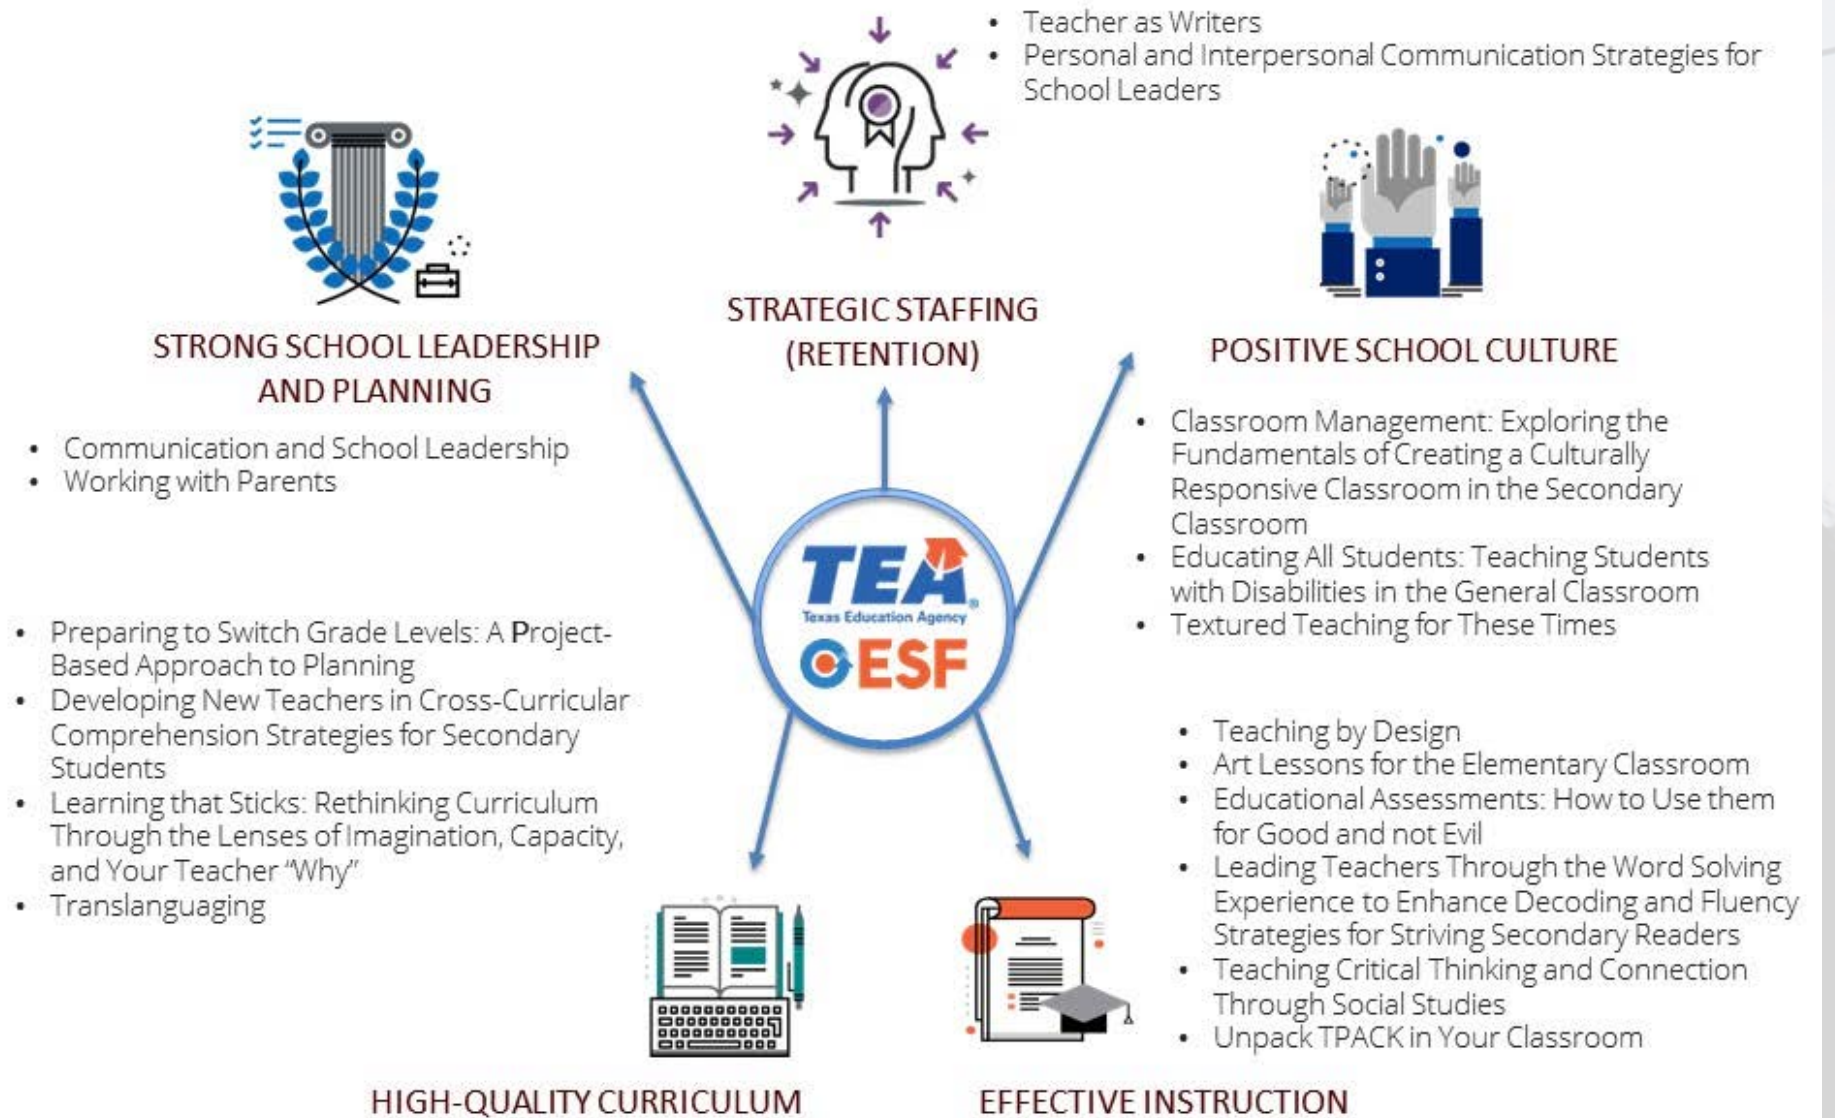 • Teacher as Writers
• Personal and Interpersonal Communication Strategies for
School Leaders
STRONG SCHOOL LEADERSHIP
AND PLANNING
• Communication and School Leadership
• Working with Parents
STRATEGIC STAFFING
(RETENTION)
POSITIVE SCHOOL CULTURE
• Classroom Management: Exploring the
Fundamentals of Creating a Culturally
Responsive Classroom in the Secondary
Classroom
• Educating All Students: Teaching Students
with Disabilities in the General Classroom
• Textured Teaching for These Times
TEA®
Texas Education Agency
ESF
• Preparing to Switch Grade Levels: A Project-
Based Approach to Planning
• Developing New Teachers in Cross-Curricular
Comprehension Strategies for Secondary
Students
• Learning that Sticks: Rethinking Curriculum
Through the Lenses of Imagination, Capacity,
and Your Teacher “Why”
• Translanguaging
HIGH-QUALITY CURRICULUM
• Teaching by Design
• Art Lessons for the Elementary Classroom
• Educational Assessments: How to Use them
for Good and not Evil
• Leading Teachers Through the Word Solving
Experience to Enhance Decoding and Fluency
Strategies for Striving Secondary Readers
• Teaching Critical Thinking and Connection
Through Social Studies
• Unpack TPACK in Your Classroom
EFFECTIVE INSTRUCTION